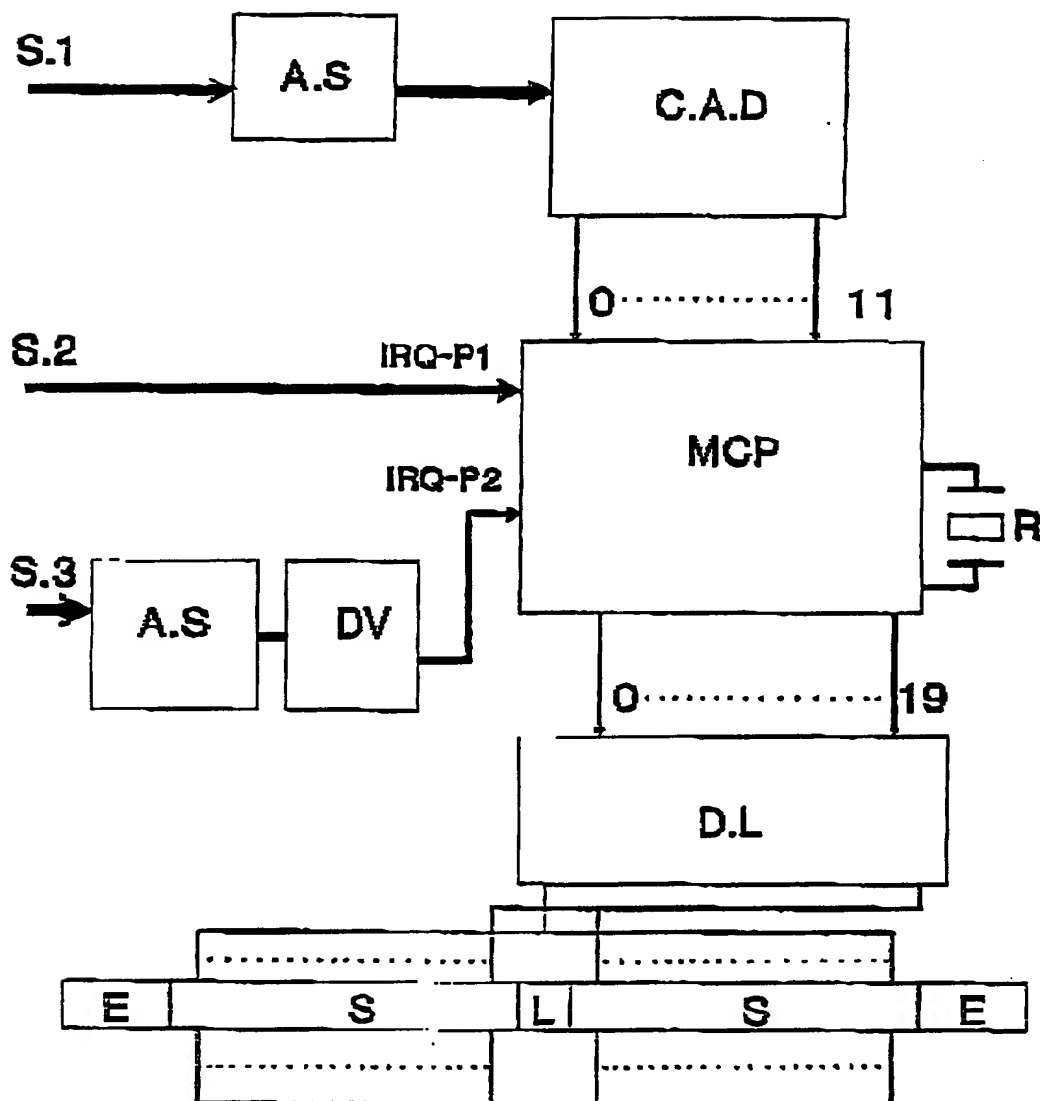 S.1
A.S
C.A.D
0 11
S.2
IRQ-P1
MCP
IRQ-P2
R
S.3
A.S
DV
0 19
D.L
E S L S E